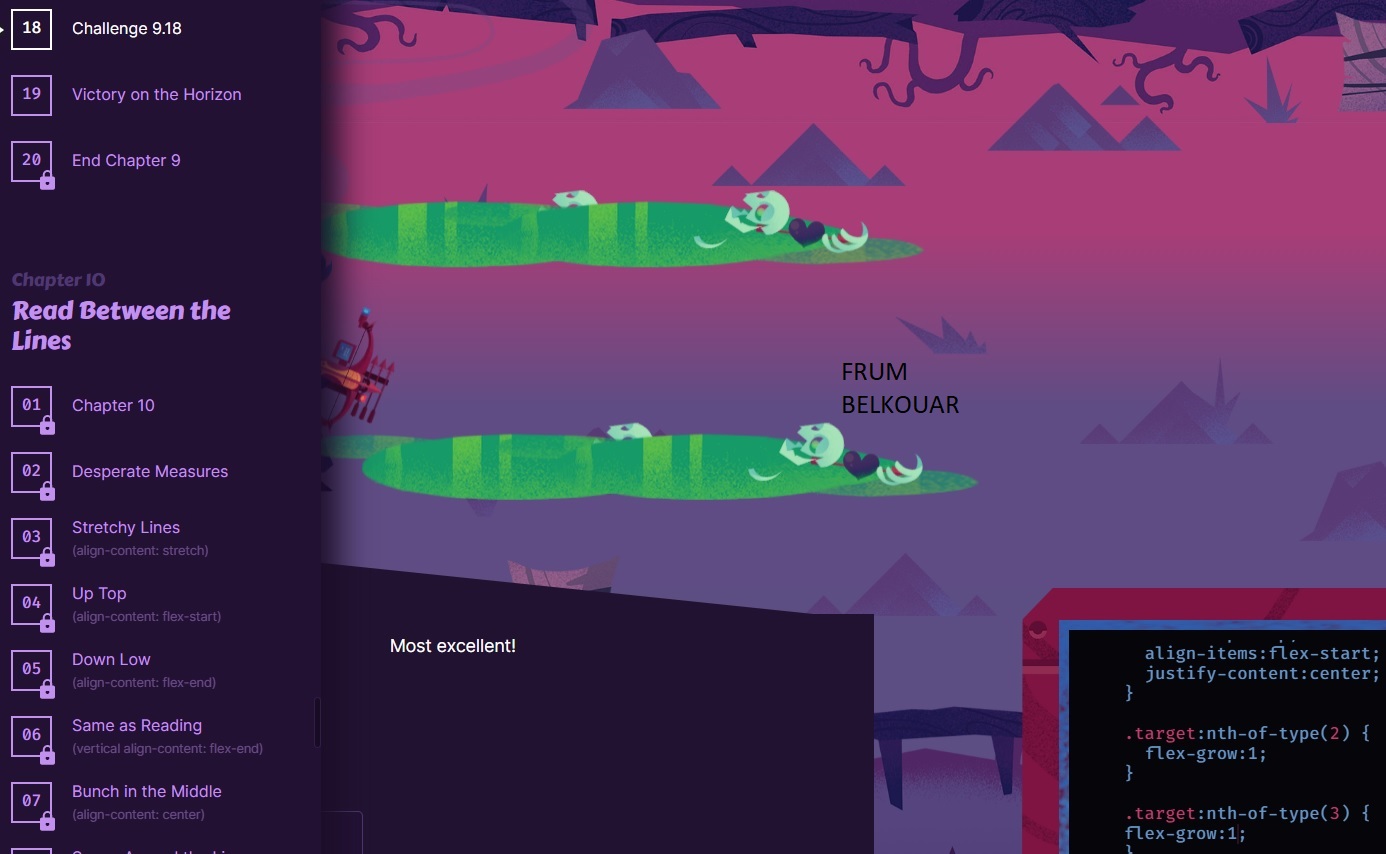 18 Challenge 9.18
19 Victory on the Horizon
20 End Chapter 9
Chapter 10
Read Between the
Lines
01 Chapter 10
02 Desperate Measures
03 Stretchy Lines
(align-content: stretch)
04 Up Top
(align-content: flex-start)
05 Down Low
(align-content: flex-end)
06 Same as Reading
(vertical align-content: flex-end)
07 Bunch in the Middle
(align-content: center)
FRUM
BELKOUAR
Most excellent!
align-items:flex-start;
justify-content:center;
}
.target:nth-of-type(2) {
flex-grow:1;
}
.target:nth-of-type(3) {
flex-grow:1;
}